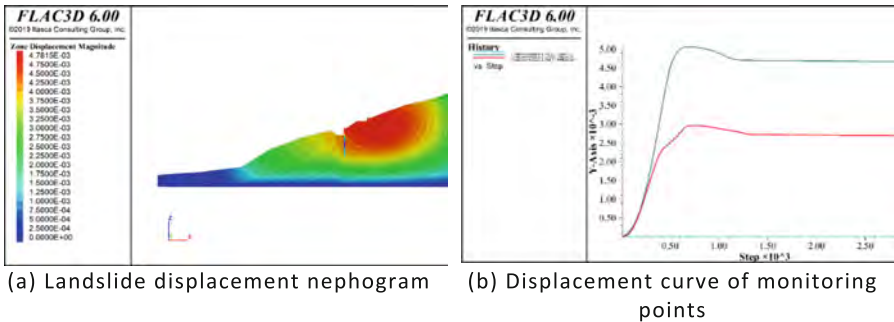 FLAC3D 6.00
©2019 Itasca Consulting Group, Inc.
Zone Displacement Magnitude
4.7815E-03
4.7500E-03
4.5000E-03
4.2500E-03
4.0000E-03
3.7500E-03
3.5000E-03
3.2500E-03
3.0000E-03
2.7500E-03
2.5000E-03
2.2500E-03
2.0000E-03
1.7500E-03
1.5000E-03
1.2500E-03
1.0000E-03
7.5000E-04
5.0000E-04
2.5000E-04
0.0000E+00
z
x
(a) Landslide displacement nephogram
FLAC3D 6.00
©2019 Itasca Consulting Group, Inc.
History
vs. Step
Y-Axis ×10^-3
5.00
4.50
4.00
3.50
3.00
2.50
2.00
1.50
1.00
0.50
0.50
1.00
1.50
2.00
2.50
Step ×10^3
(b) Displacement curve of monitoring
points